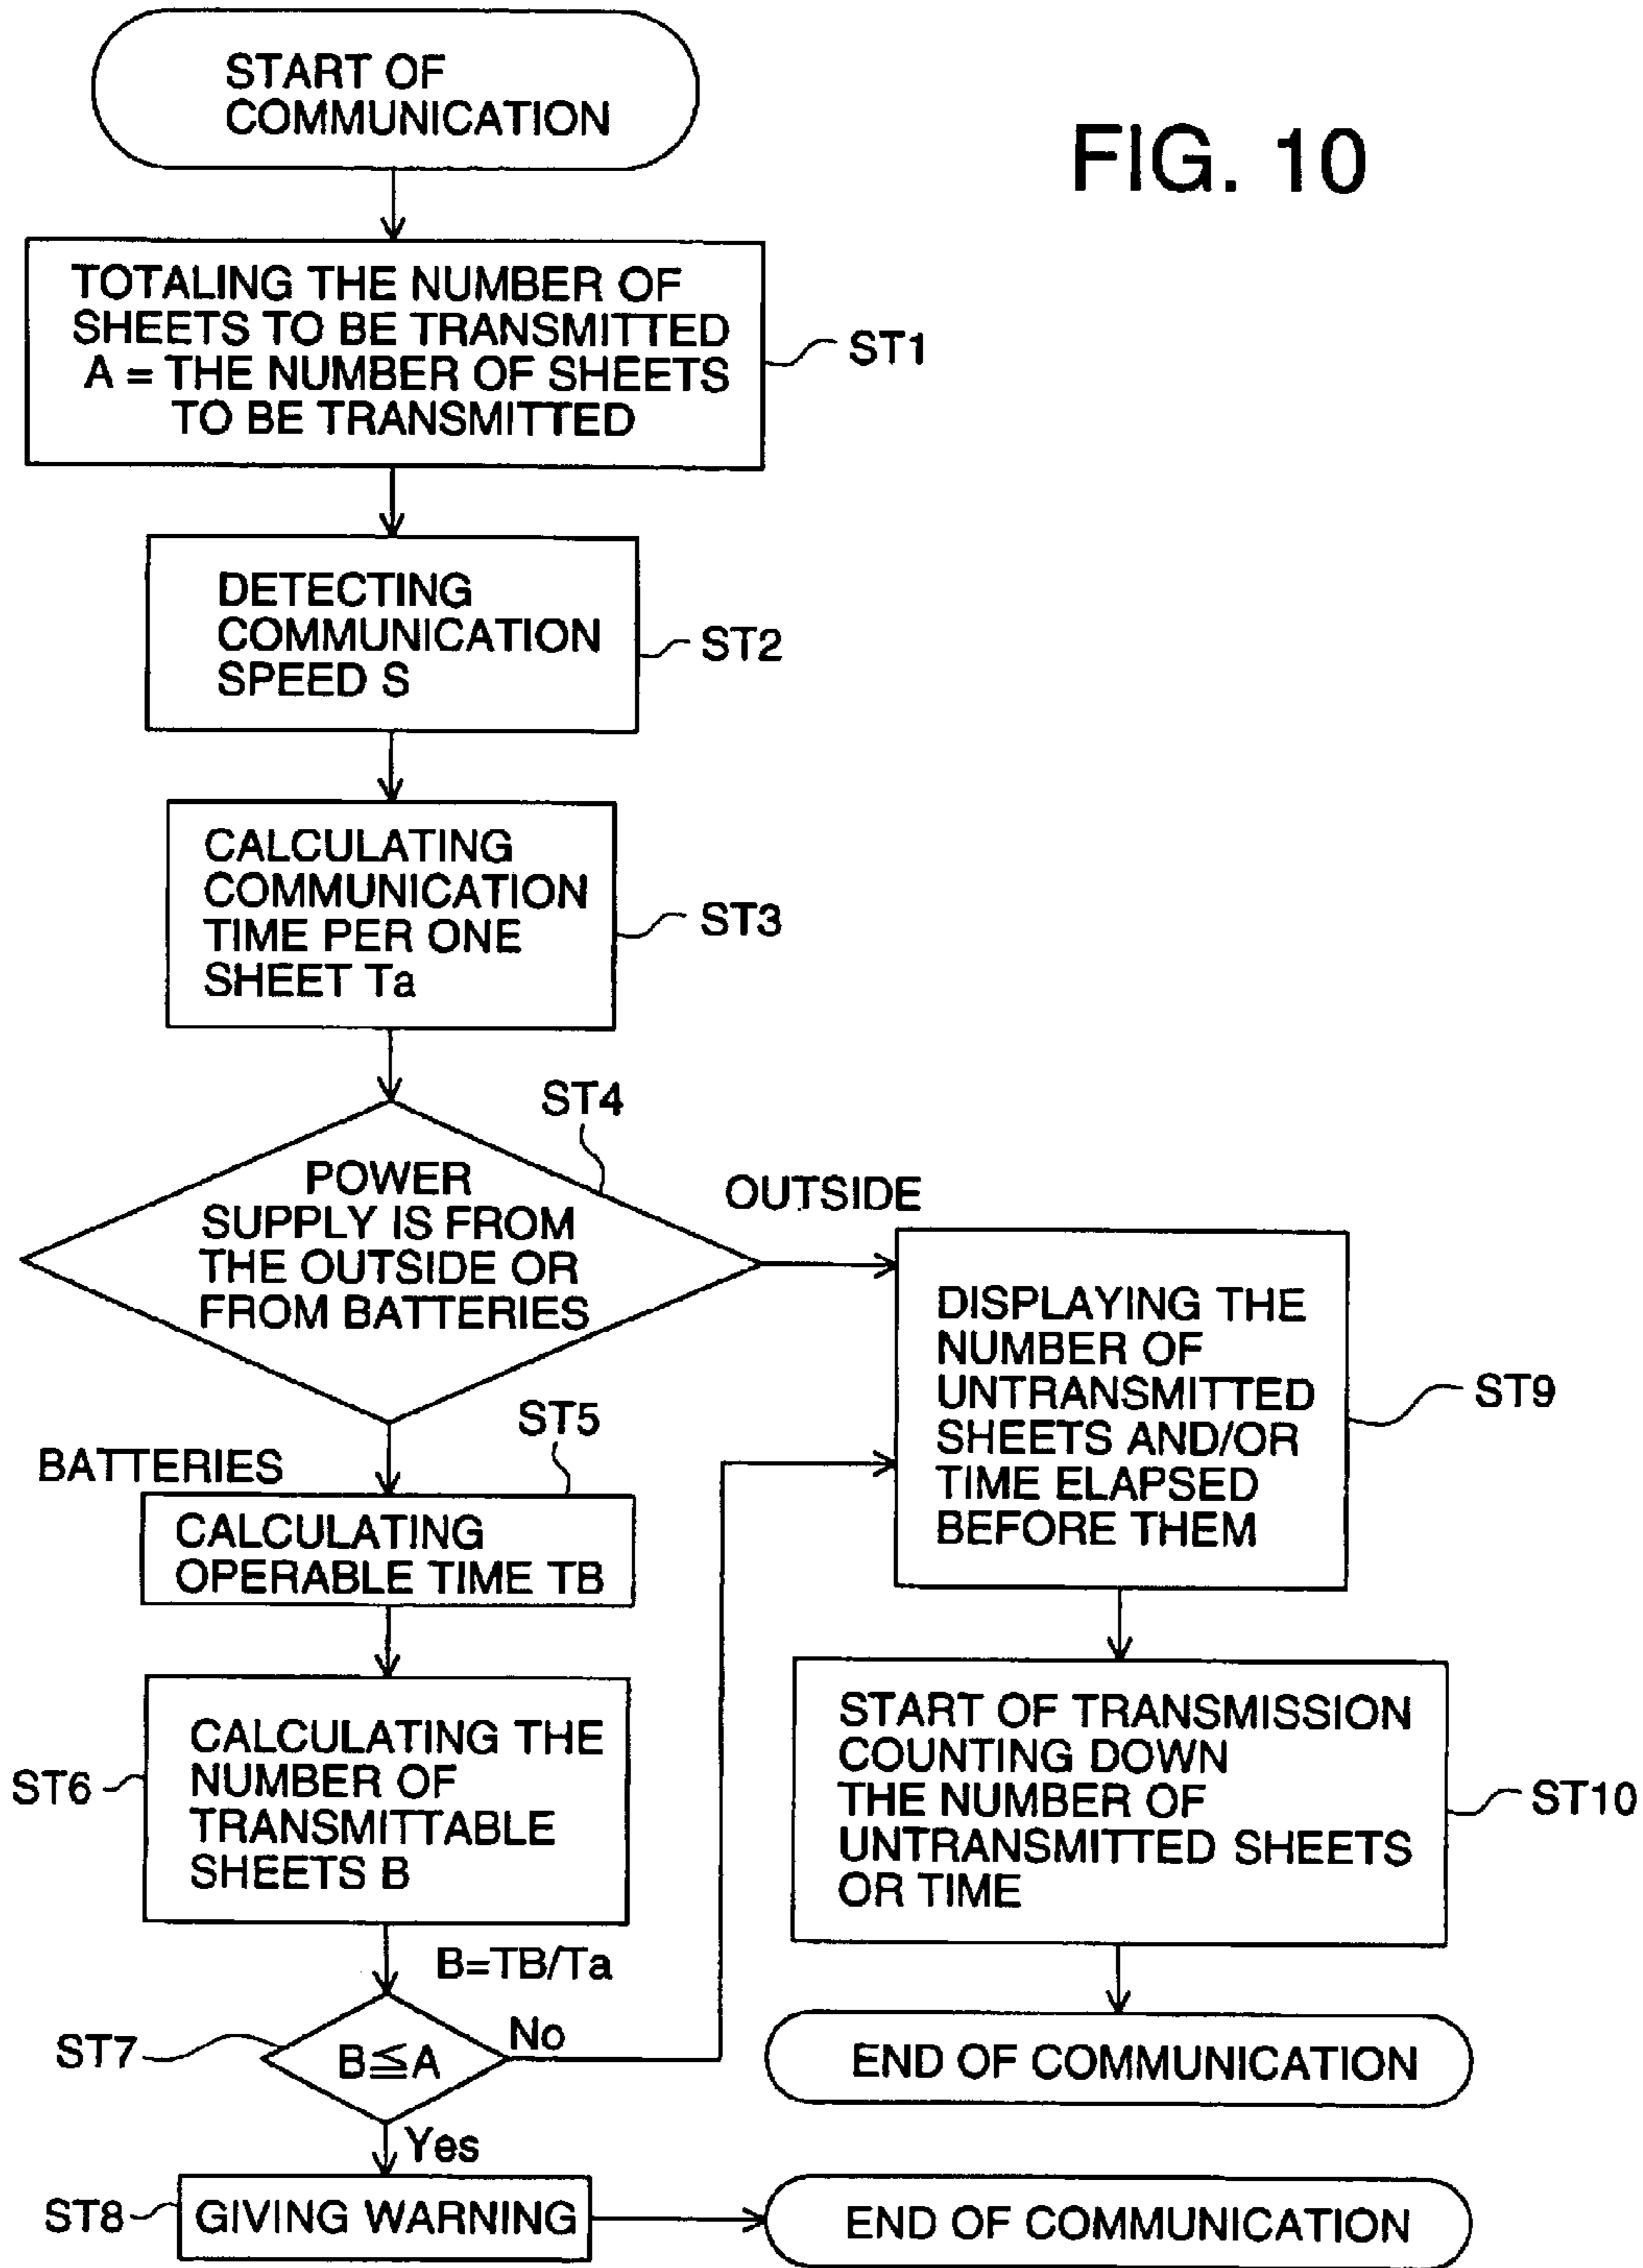 START OF
COMMUNICATION
FIG. 10
TOTALING THE NUMBER OF
SHEETS TO BE TRANSMITTED
A = THE NUMBER OF SHEETS
TO BE TRANSMITTED
ST1
DETECTING
COMMUNICATION
SPEED S
ST2
CALCULATING
COMMUNICATION
TIME PER ONE
SHEET Ta
ST3
ST4
POWER
SUPPLY IS FROM
THE OUTSIDE OR
FROM BATTERIES
OUTSIDE
BATTERIES
ST5
CALCULATING
OPERABLE TIME TB
ST6
CALCULATING THE
NUMBER OF
TRANSMITTABLE
SHEETS B
B=TB/Ta
ST7
B≦A
No
Yes
ST8
GIVING WARNING
END OF COMMUNICATION
DISPLAYING THE
NUMBER OF
UNTRANSMITTED
SHEETS AND/OR
TIME ELAPSED
BEFORE THEM
ST9
START OF TRANSMISSION
COUNTING DOWN
THE NUMBER OF
UNTRANSMITTED SHEETS
OR TIME
ST10
END OF COMMUNICATION